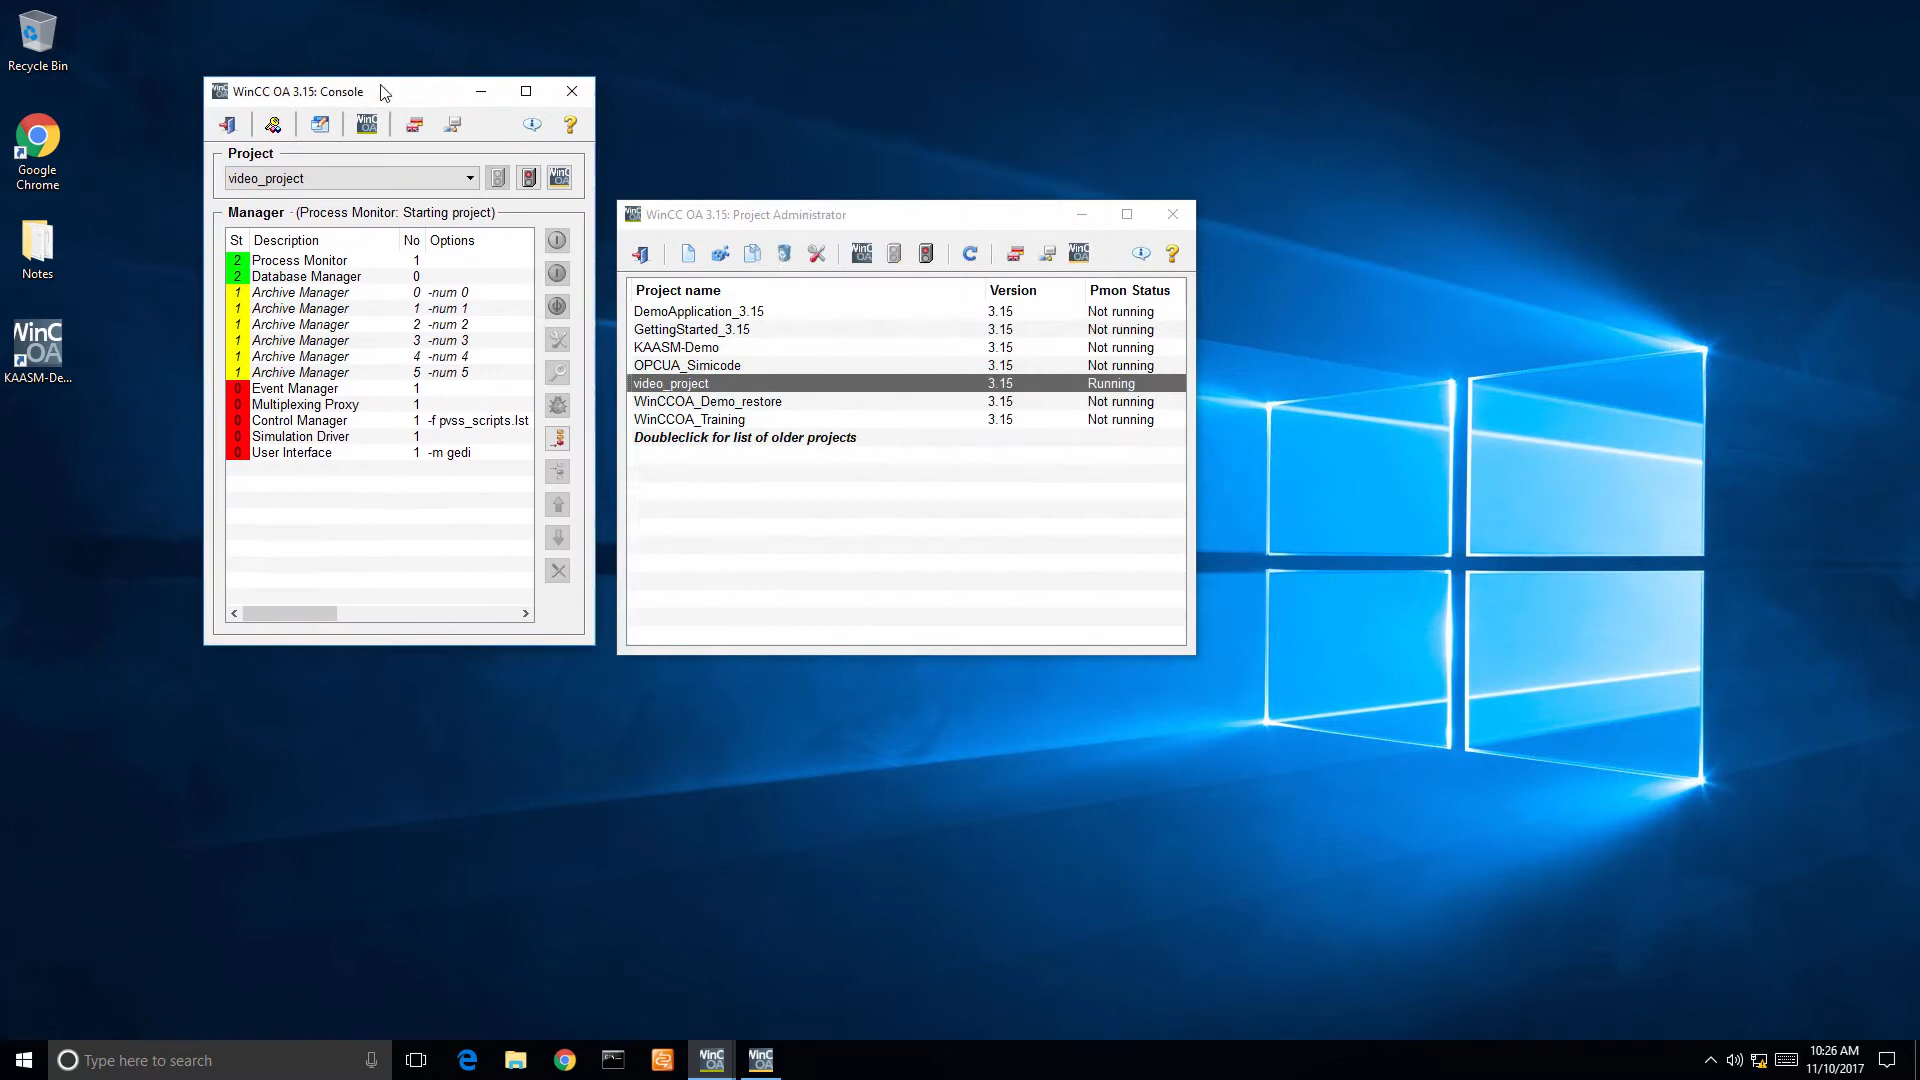 Recycle Bin
Google
Chrome
Notes
WinC
OA
KAASM-De...
WinCC OA 3.15: Console
Project
video_project
Manager - (Process Monitor: Starting project)
St Description No Options
2 Process Monitor 1
2 Database Manager 0
1 Archive Manager 0 -num 0
1 Archive Manager 1 -num 1
1 Archive Manager 2 -num 2
1 Archive Manager 3 -num 3
1 Archive Manager 4 -num 4
1 Archive Manager 5 -num 5
0 Event Manager 1
0 Multiplexing Proxy 1
0 Control Manager 1 -f pvss_scripts.lst
0 Simulation Driver 1
0 User Interface 1 -m gedi
WinCC OA 3.15: Project Administrator
Project name Version Pmon Status
DemoApplication_3.15 3.15 Not running
GettingStarted_3.15 3.15 Not running
KAASM-Demo 3.15 Not running
OPCUA_Simicode 3.15 Not running
video_project 3.15 Running
WinCCOA_Demo_restore 3.15 Not running
WinCCOA_Training 3.15 Not running
Doubleclick for list of older projects
Type here to search
WinC
OA
WinC
OA
10:26 AM
11/10/2017